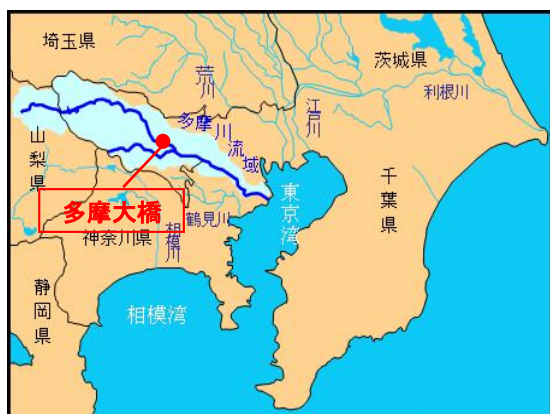 埼玉県
茨城県
荒川
利根川
江戸川
多摩川流域
山梨県
多摩大橋
東京湾
千葉県
鶴見川
神奈川県
相模川
静岡県
相模湾